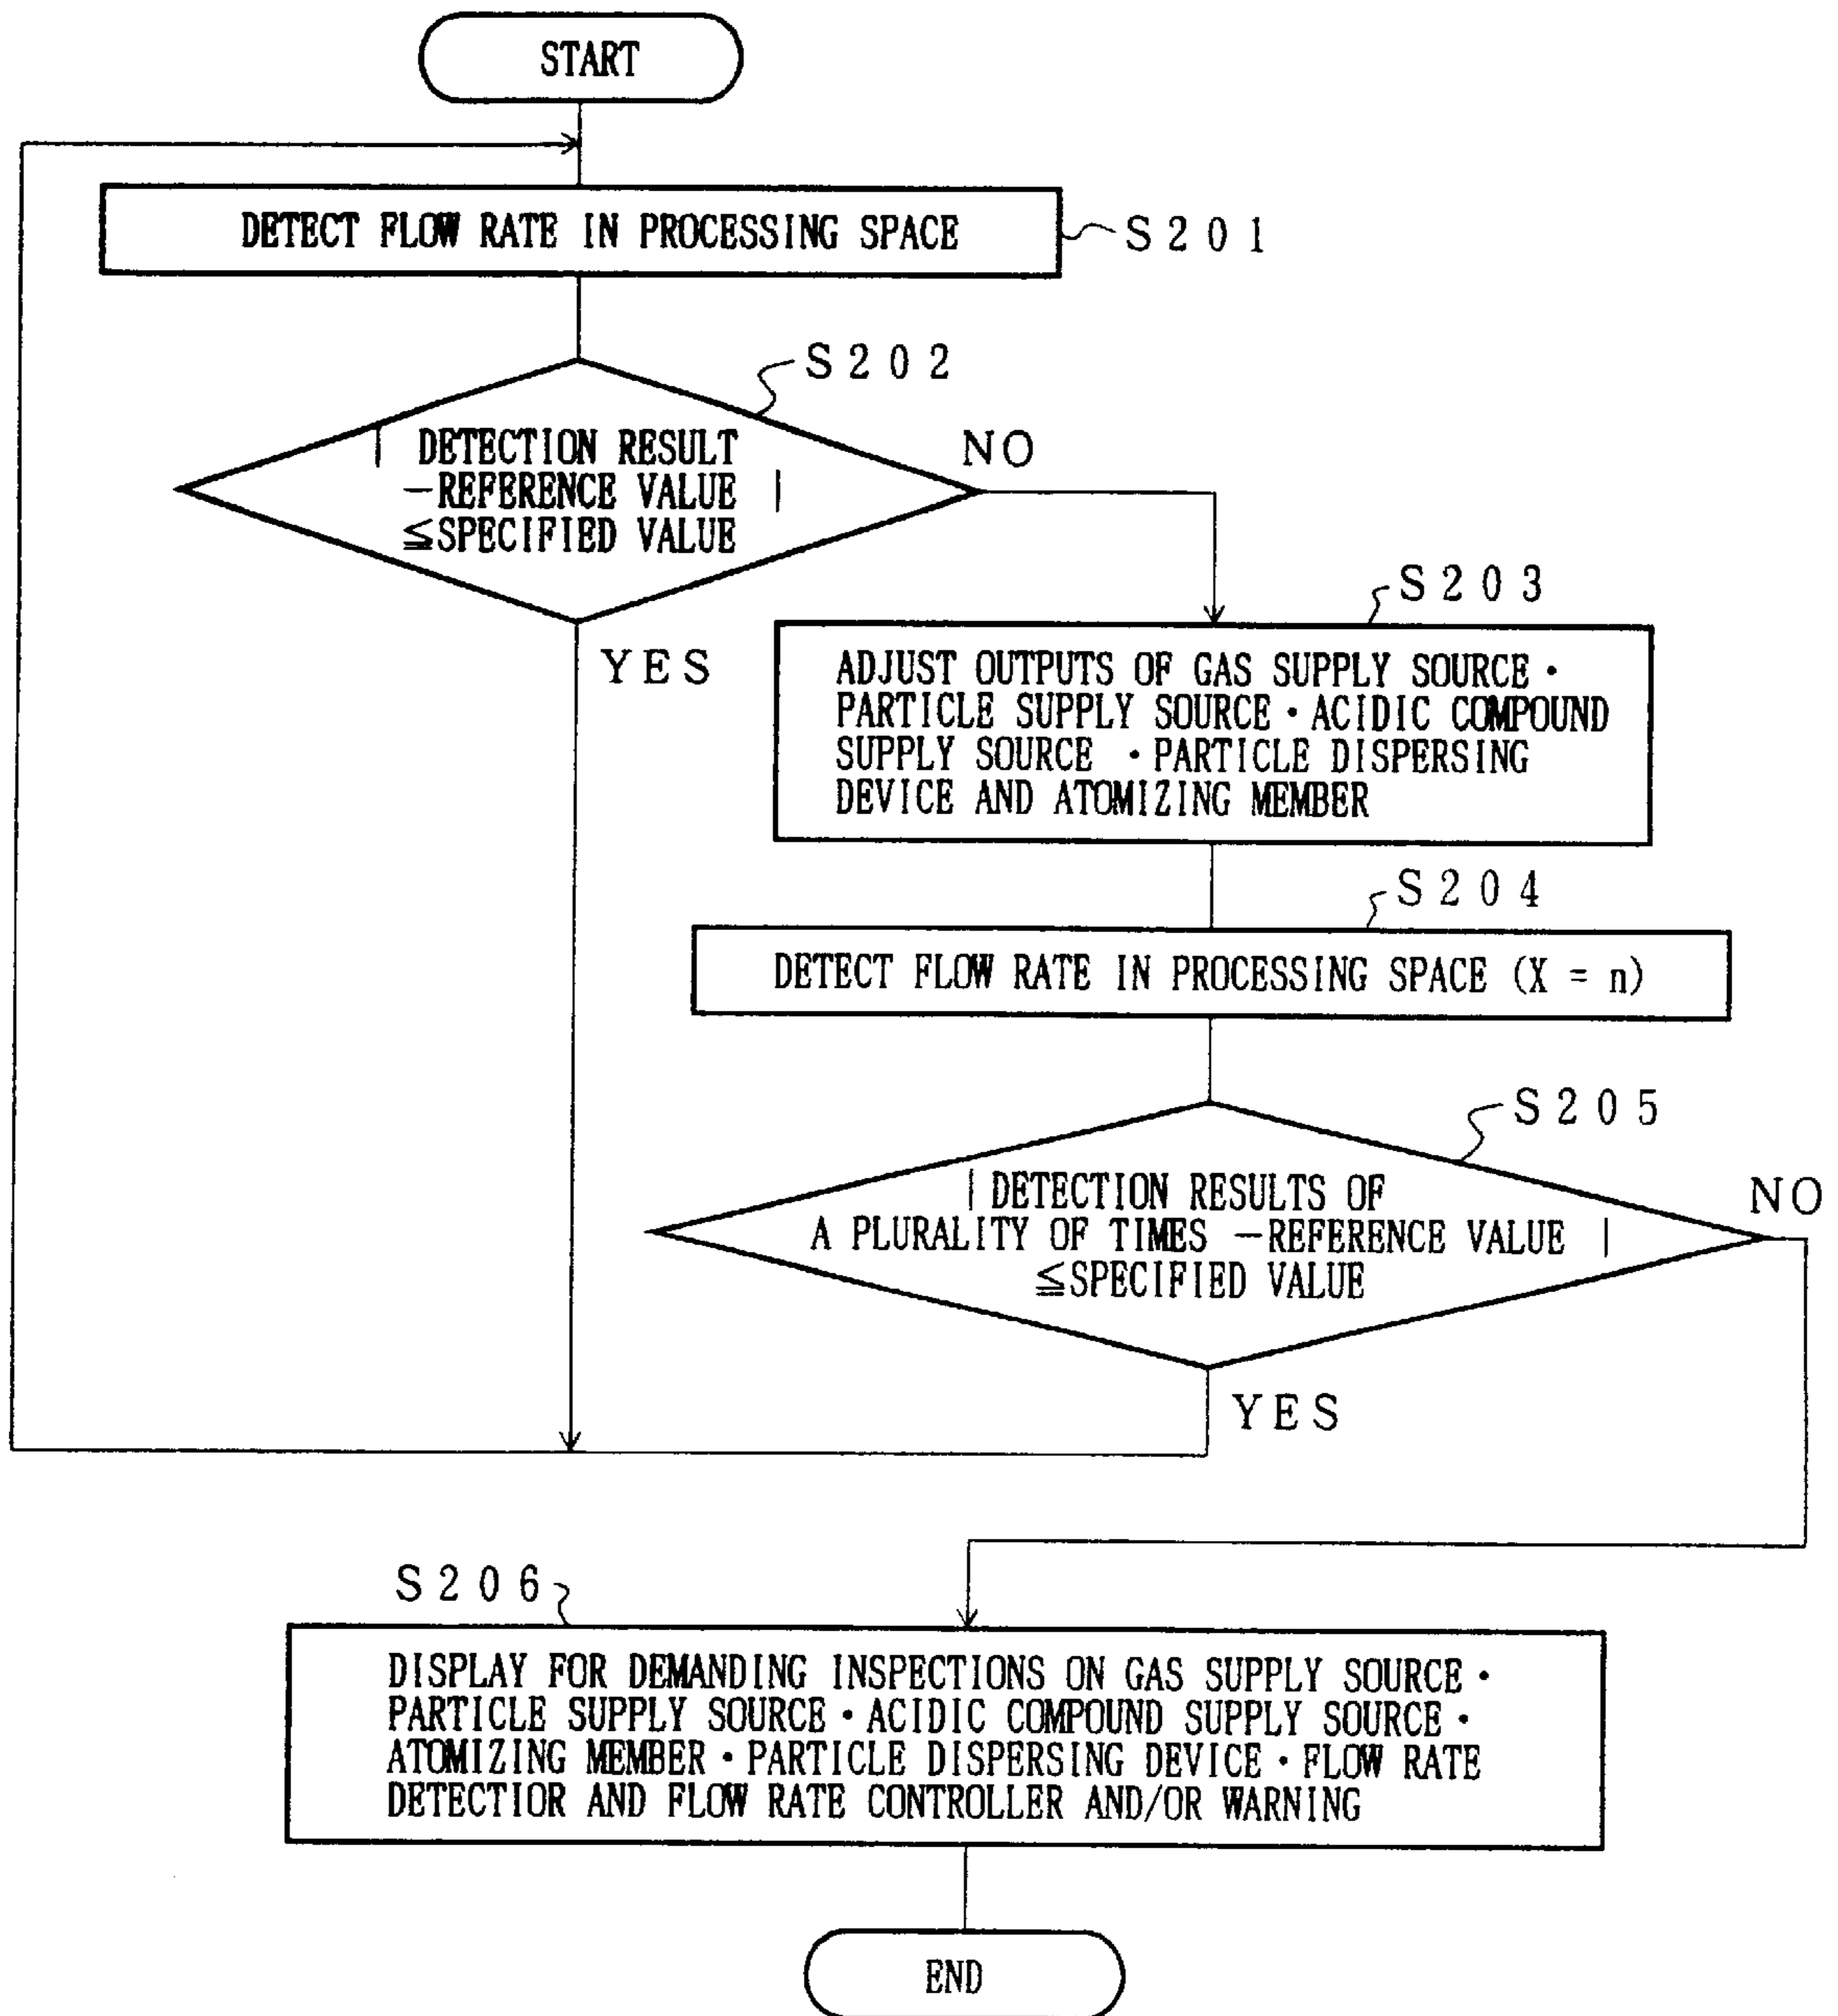 START
DETECT FLOW RATE IN PROCESSING SPACE
S201
S202
| DETECTION RESULT
−REFERENCE VALUE |
≦SPECIFIED VALUE
NO
YES
S203
ADJUST OUTPUTS OF GAS SUPPLY SOURCE・
PARTICLE SUPPLY SOURCE・ACIDIC COMPOUND
SUPPLY SOURCE ・PARTICLE DISPERSING
DEVICE AND ATOMIZING MEMBER
S204
DETECT FLOW RATE IN PROCESSING SPACE (X = n)
S205
| DETECTION RESULTS OF
A PLURALITY OF TIMES −REFERENCE VALUE |
≦SPECIFIED VALUE
NO
YES
S206
DISPLAY FOR DEMANDING INSPECTIONS ON GAS SUPPLY SOURCE・
PARTICLE SUPPLY SOURCE・ACIDIC COMPOUND SUPPLY SOURCE・
ATOMIZING MEMBER・PARTICLE DISPERSING DEVICE・FLOW RATE
DETECTIOR AND FLOW RATE CONTROLLER AND/OR WARNING
END